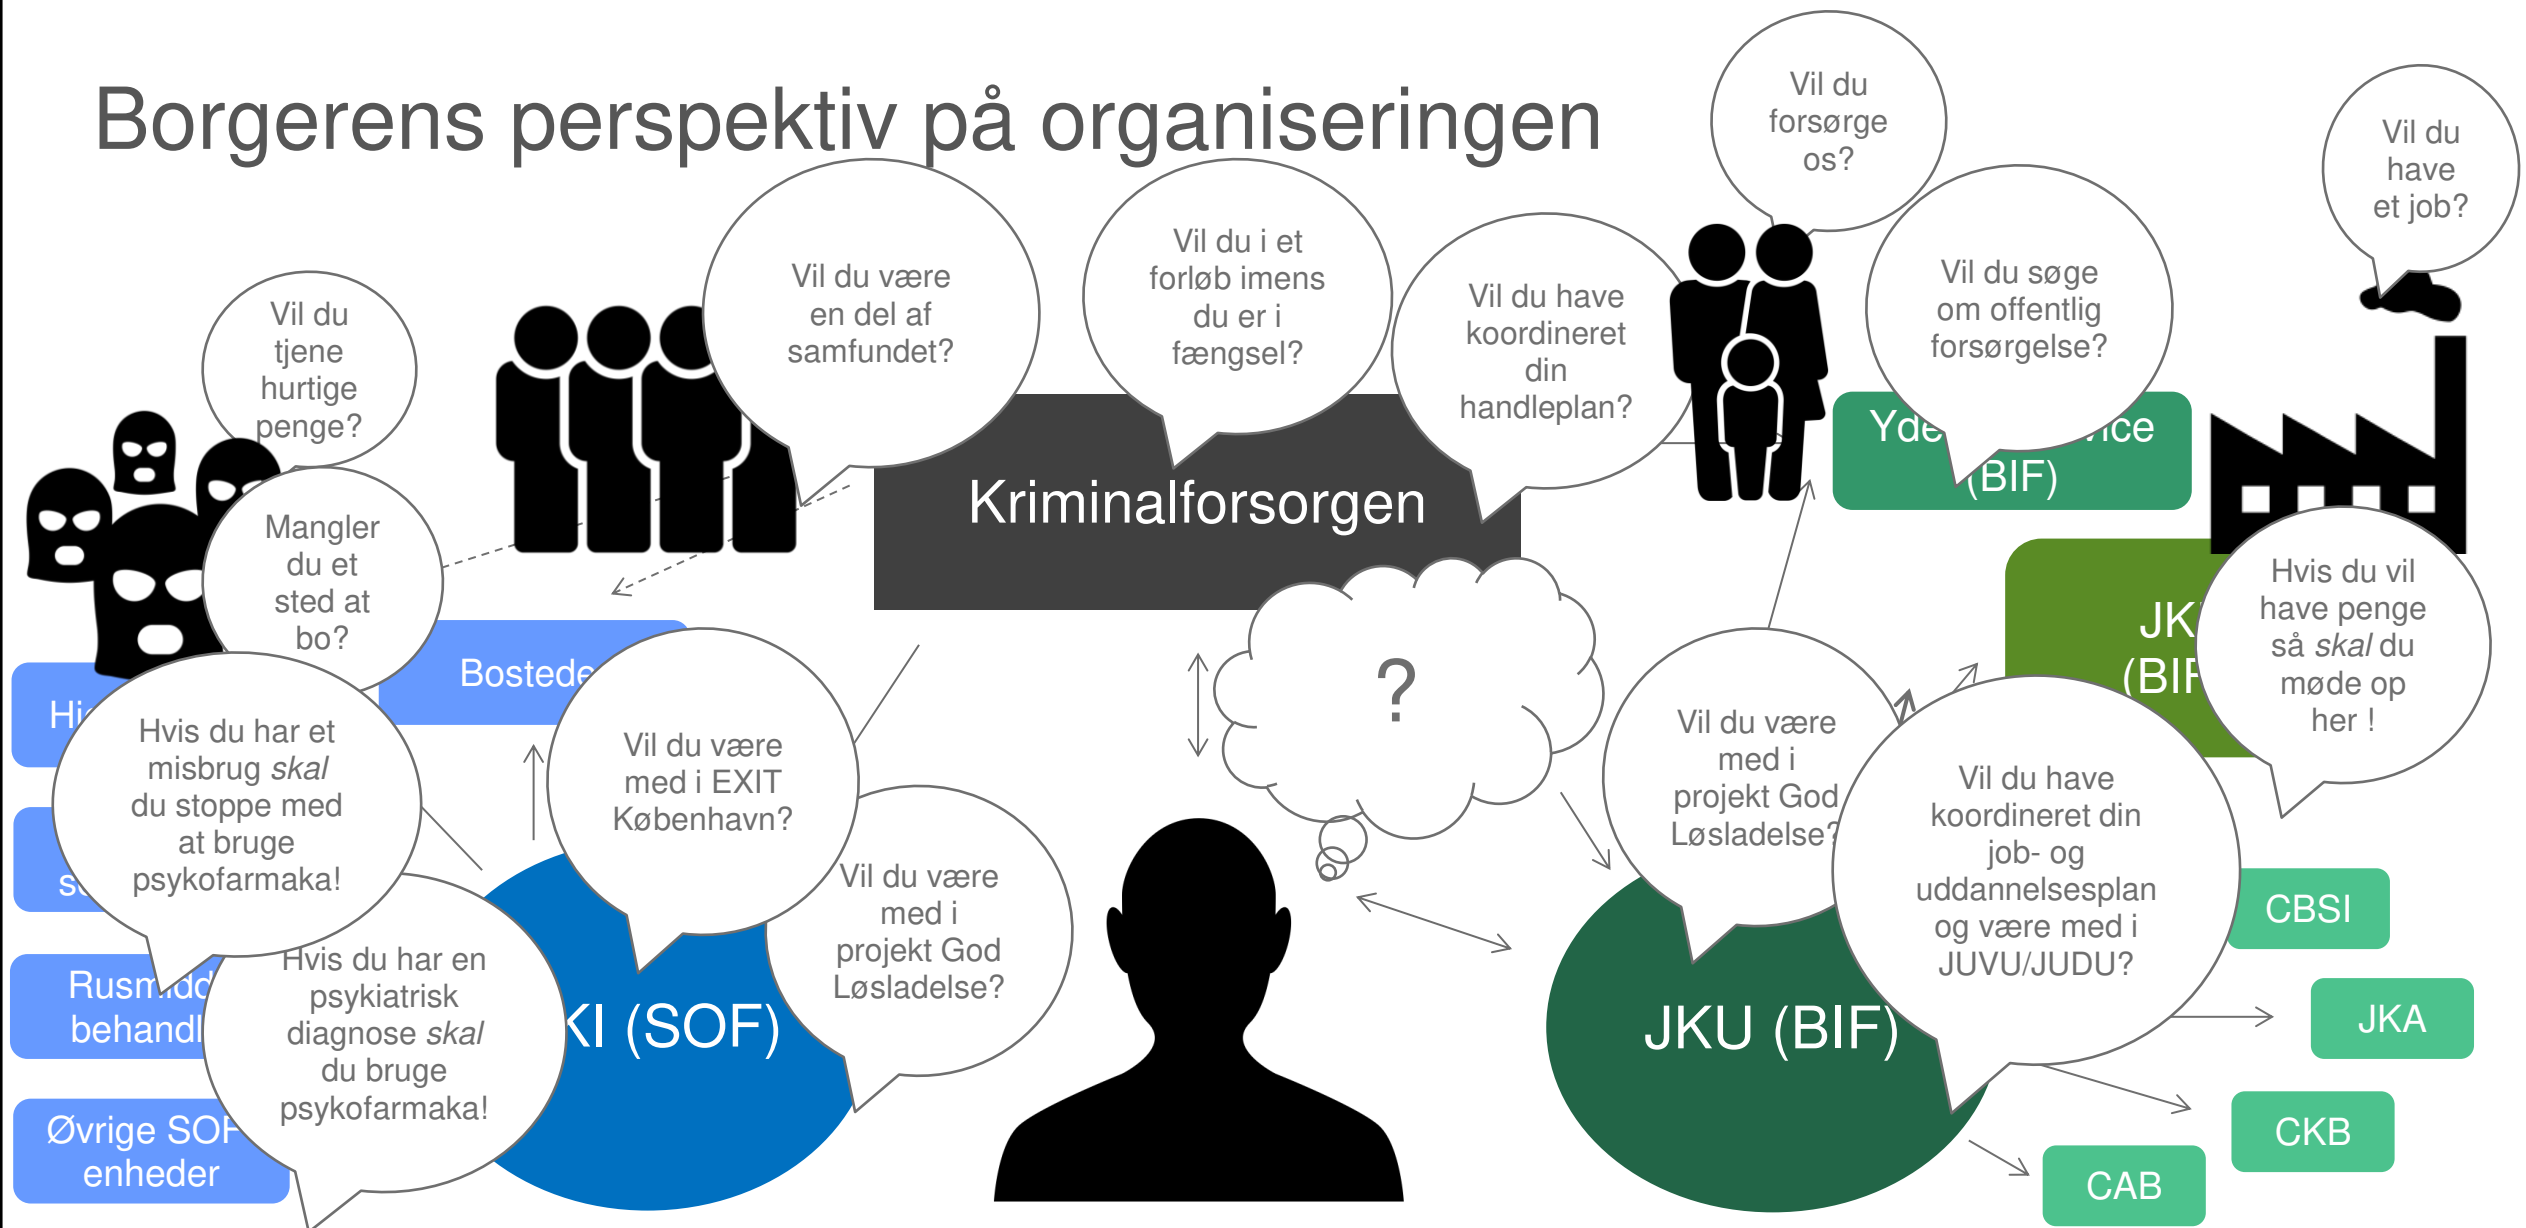 Borgerens perspektiv på organiseringen
Vil du
forsørge
os?
Vil du
have
et job?
Vil du være
en del af
samfundet?
Vil du i et
forløb imens
du er i
fængsel?
Vil du have
koordineret
din
handleplan?
Vil du søge
om offentlig
forsørgelse?
Vil du
tjene
hurtige
penge?
Mangler
du et
sted at
bo?
Kriminalforsorgen
(BIF)
Hvis du vil
have penge
så skal du
møde op
her !
?
Hvis du har et
misbrug skal
du stoppe med
at bruge
psykofarmaka!
Vil du være
med i EXIT
København?
Vil du være
med i
projekt God
Løsladelse?
Vil du være
med i
projekt God
Løsladelse?
Vil du have
koordineret din
job- og
uddannelsesplan
og være med i
JUVU/JUDU?
Hvis du har en
psykiatrisk
diagnose skal
du bruge
psykofarmaka!
(SOF)
JKU (BIF)
Øvrige SOF
enheder
CBSI
JKA
CKB
CAB